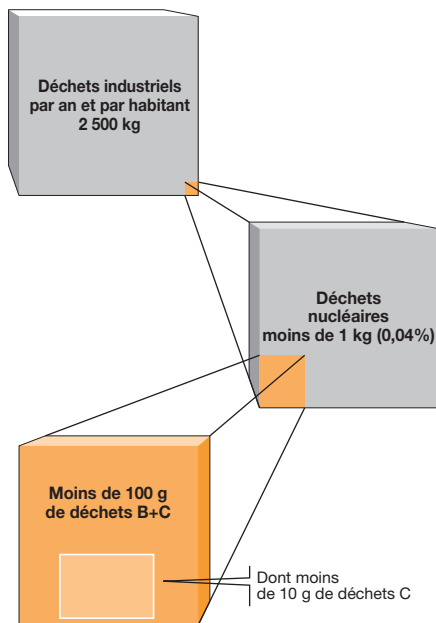 Déchets industriels
par an et par habitant
2 500 kg
Déchets
nucléaires
moins de 1 kg (0,04%)
Moins de 100 g
de déchets B+C
Dont moins
de 10 g de déchets C